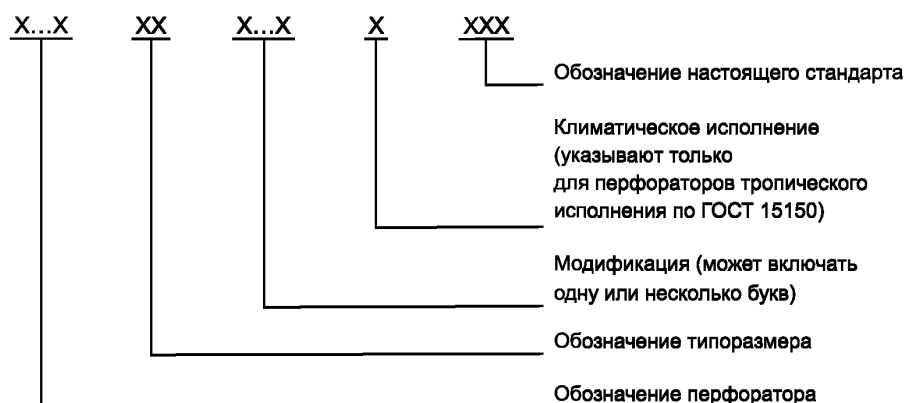 X...X XX X...X X XXX
Обозначение настоящего стандарта
Климатическое исполнение
(указывают только
для перфораторов тропического
исполнения по ГОСТ 15150)
Модификация (может включать
одну или несколько букв)
Обозначение типоразмера
Обозначение перфоратора